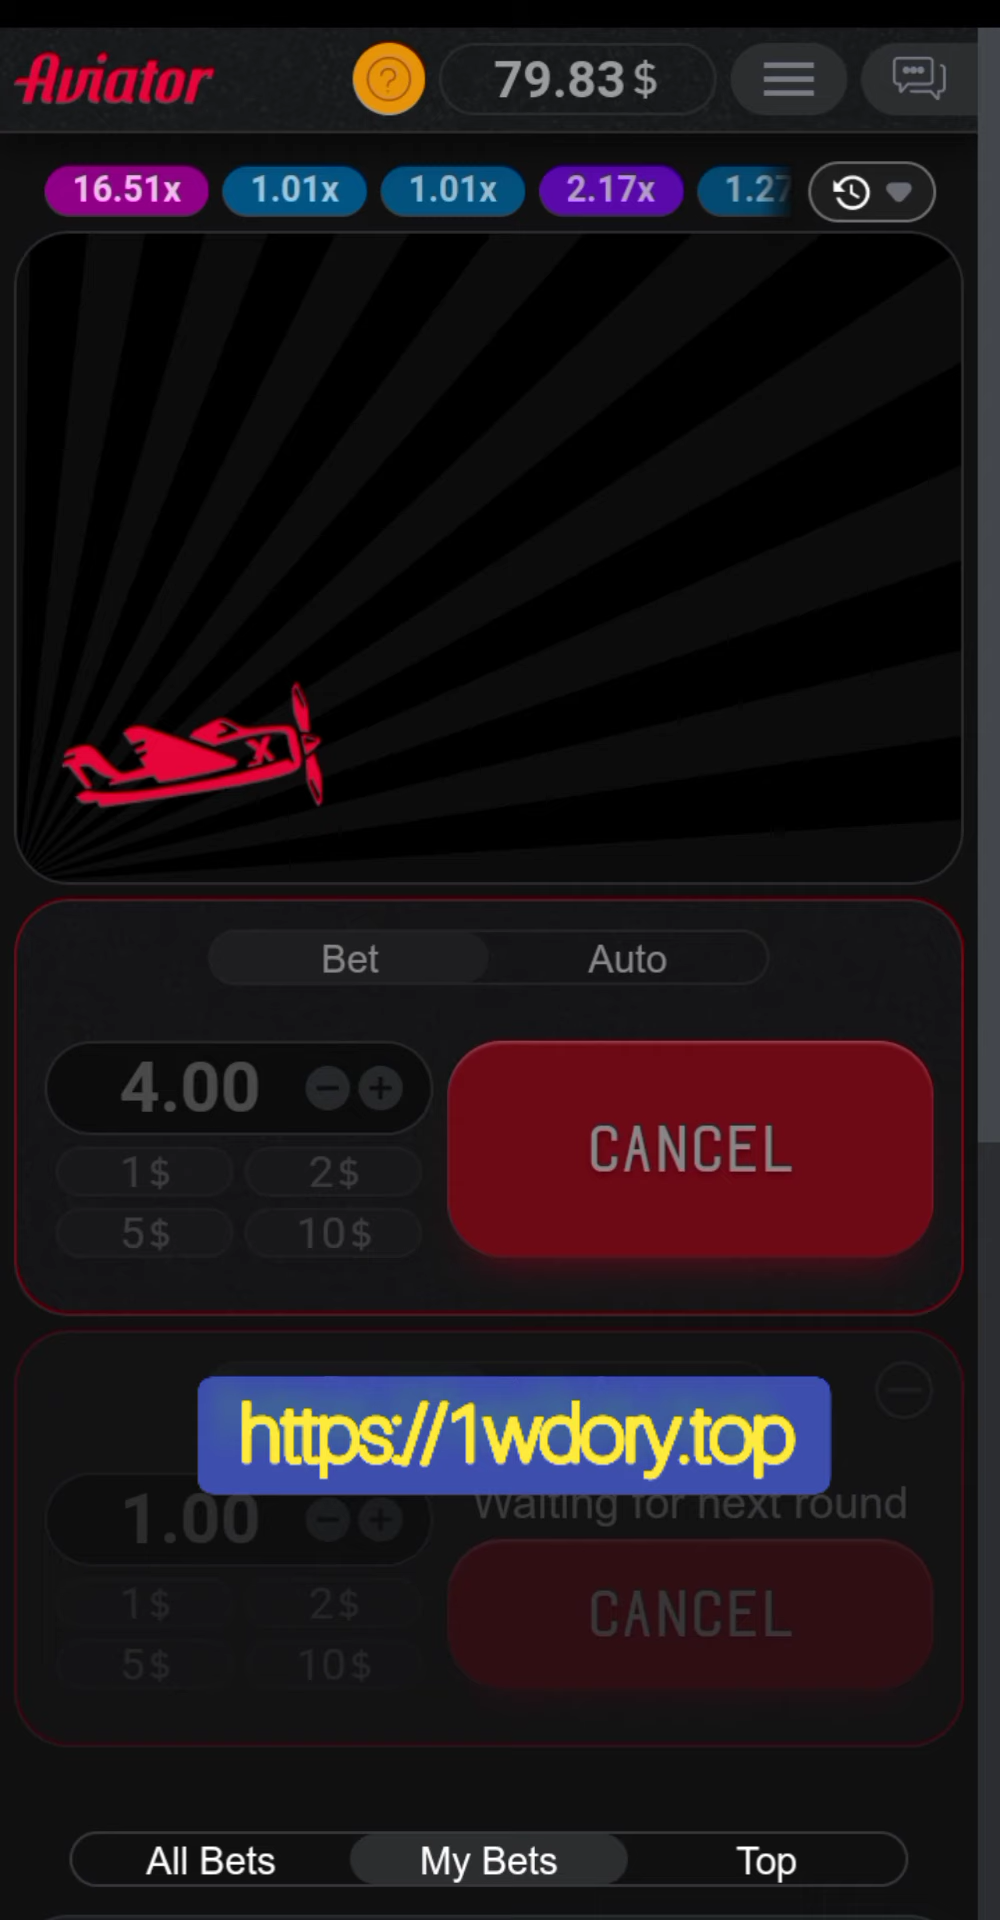 Aviator
? 79.83 $
16.51x 1.01x 1.01x 2.17x 1.27
X
Bet Auto
4.00 − +
1$ 2$
5$ 10$
CANCEL
https://1wdory.top
Waiting for next round
1.00 − +
1$ 2$
5$ 10$
CANCEL
All Bets My Bets Top